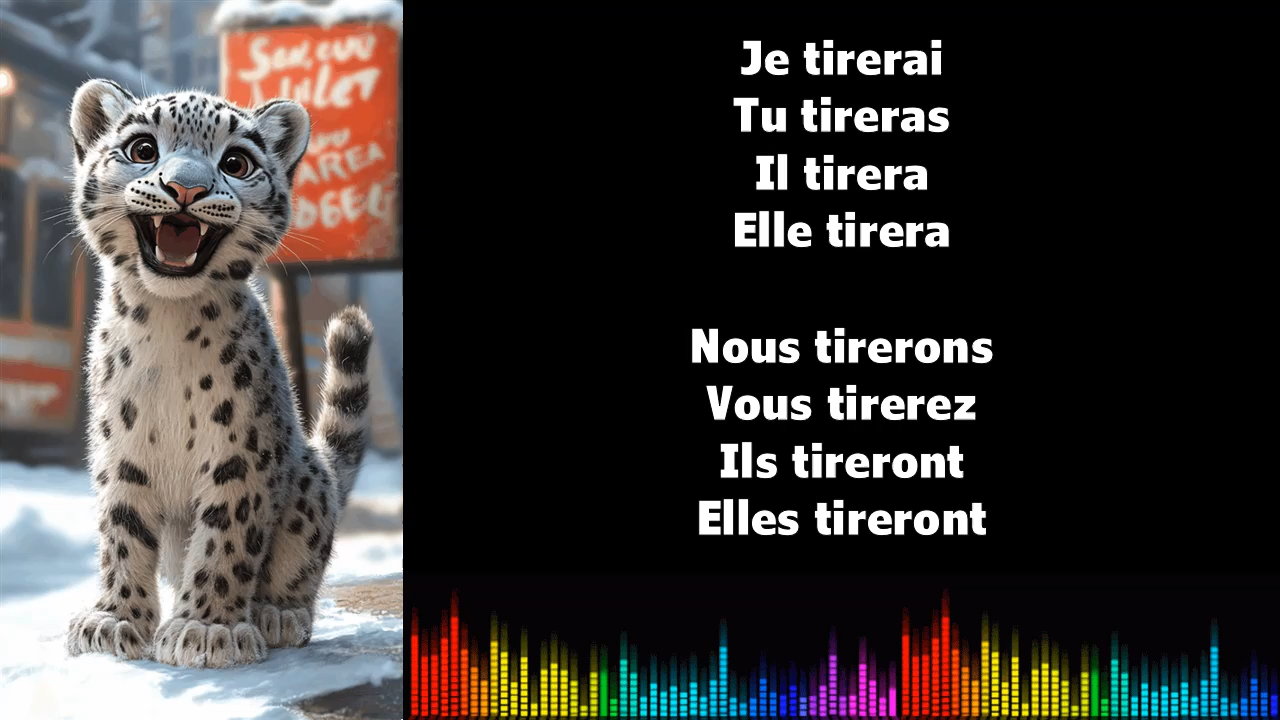 Je tirerai
Tu tireras
Il tirera
Elle tirera
Nous tirerons
Vous tirerez
Ils tireront
Elles tireront